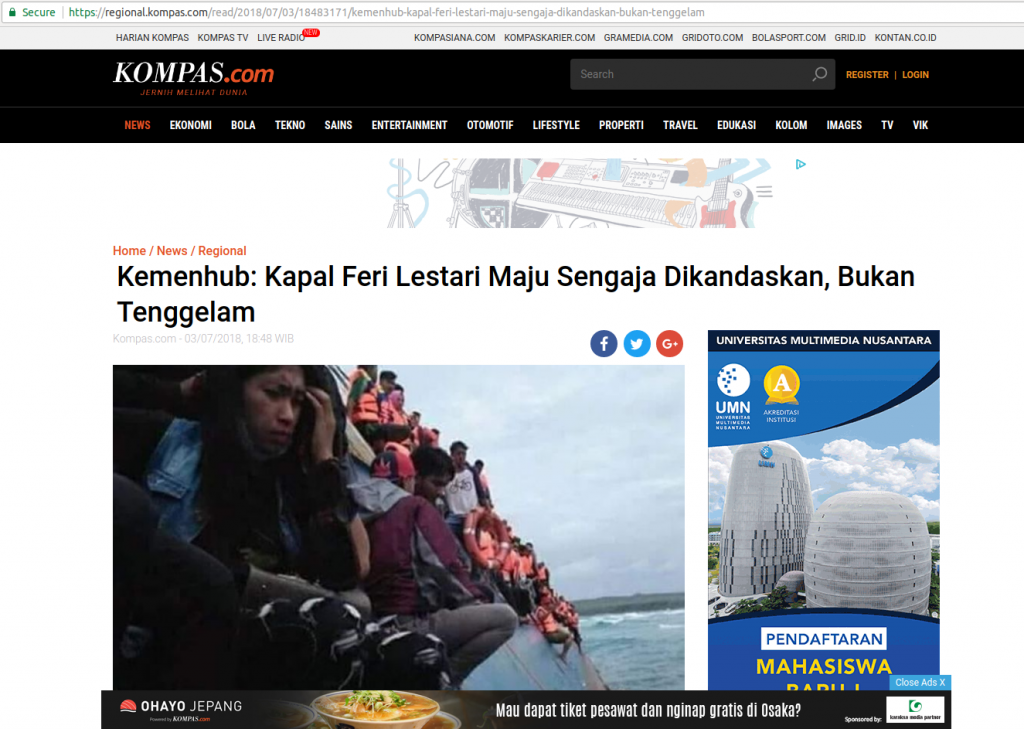 Secure https://regional.kompas.com/read/2018/07/03/18483171/kemenhub-kapal-feri-lestari-maju-sengaja-dikandaskan-bukan-tenggelam
HARIAN KOMPAS KOMPAS TV LIVE RADIO NEW KOMPASIANA.COM KOMPASKARIER.COM GRAMEDIA.COM GRIDOTO.COM BOLASPORT.COM GRID.ID KONTAN.CO.ID
KOMPAS.com Search REGISTER | LOGIN
JERNIH MELIHAT DUNIA
NEWS EKONOMI BOLA TEKNO SAINS ENTERTAINMENT OTOMOTIF LIFESTYLE PROPERTI TRAVEL EDUKASI KOLOM IMAGES TV VIK
Home / News / Regional
Kemenhub: Kapal Feri Lestari Maju Sengaja Dikandaskan, Bukan
Tenggelam
Kompas.com - 03/07/2018, 18:48 WIB
f G+
UNIVERSITAS MULTIMEDIA NUSANTARA
UMN
UNIVERSITAS
MULTIMEDIA
NUSANTARA
A
AKREDITASI
INSTITUSI
UMN
PENDAFTARAN
MAHASISWA
BARU !
Close Ads X
OHAYO JEPANG
Powered by KOMPAS.com
Mau dapat tiket pesawat dan nginap gratis di Osaka?
Sponsored by:
karaksa media partner